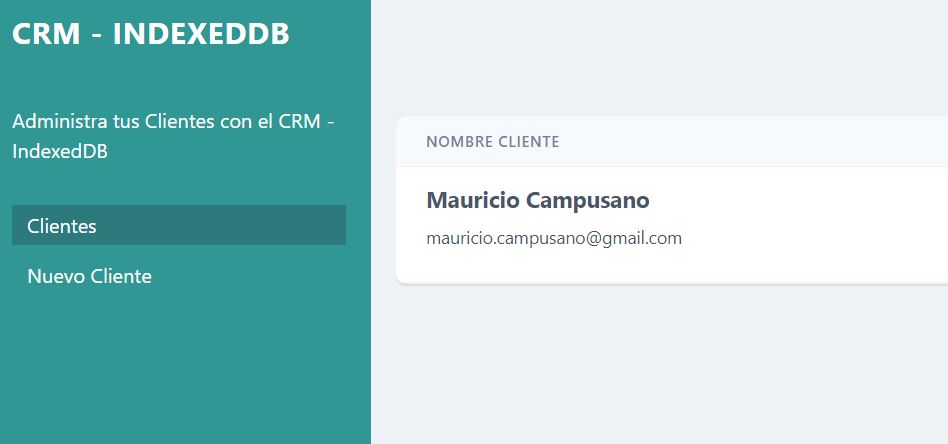 CRM - INDEXEDDB
Administra tus Clientes con el CRM -
IndexedDB
Clientes
Nuevo Cliente
NOMBRE CLIENTE
Mauricio Campusano
mauricio.campusano@gmail.com